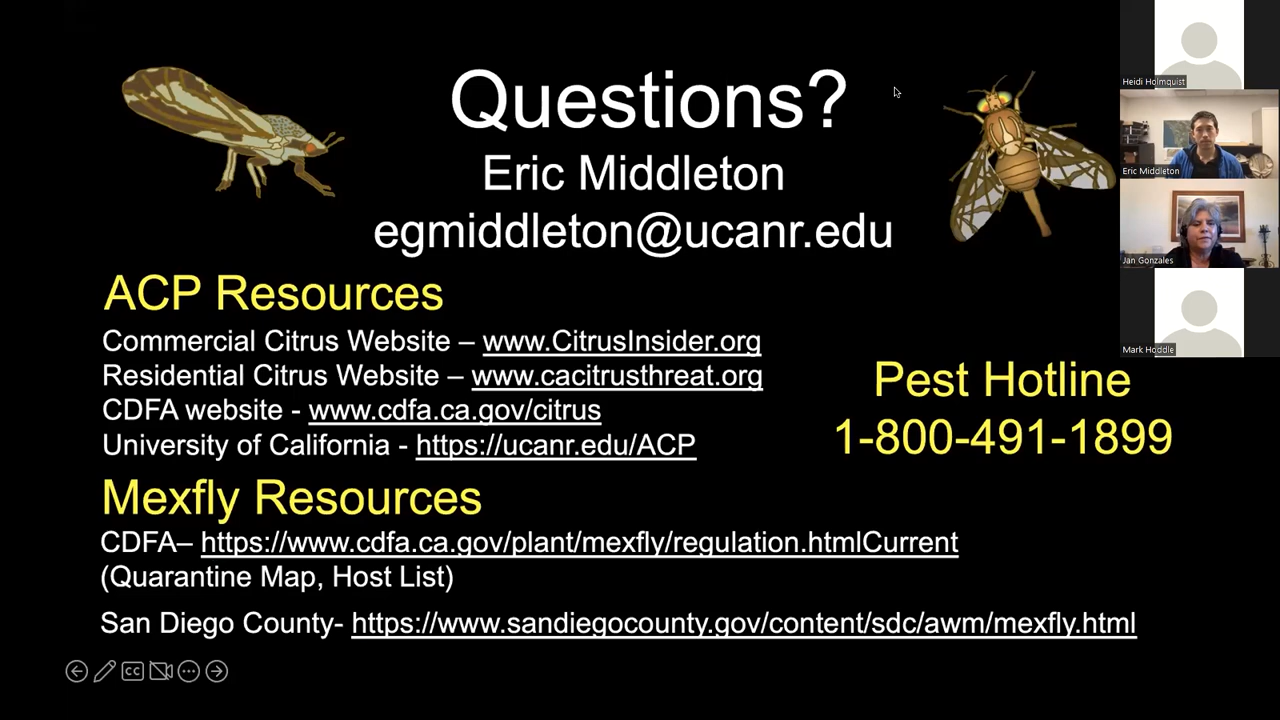 Questions?
Eric Middleton
egmiddleton@ucanr.edu
ACP Resources
Commercial Citrus Website – www.CitrusInsider.org
Residential Citrus Website – www.cacitrusthreat.org
CDFA website - www.cdfa.ca.gov/citrus
University of California - https://ucanr.edu/ACP
Pest Hotline
1-800-491-1899
Mexfly Resources
CDFA– https://www.cdfa.ca.gov/plant/mexfly/regulation.htmlCurrent
(Quarantine Map, Host List)
San Diego County- https://www.sandiegocounty.gov/content/sdc/awm/mexfly.html
CC
Heidi Holmquist
Eric Middleton
Jan Gonzales
Mark Hoddle